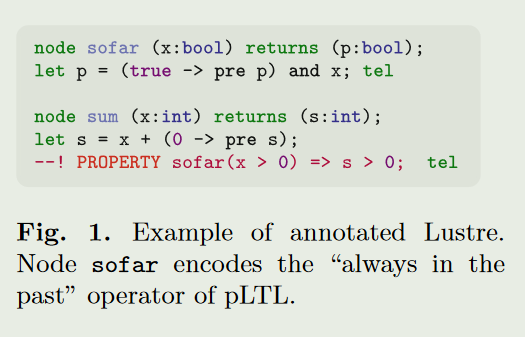 node sofar (x:bool) returns (p:bool);
let p = (true -> pre p) and x; tel
node sum (x:int) returns (s:int);
let s = x + (0 -> pre s);
--! PROPERTY sofar(x > 0) => s > 0; tel
Fig. 1. Example of annotated Lustre.
Node sofar encodes the “always in the
past” operator of pLTL.